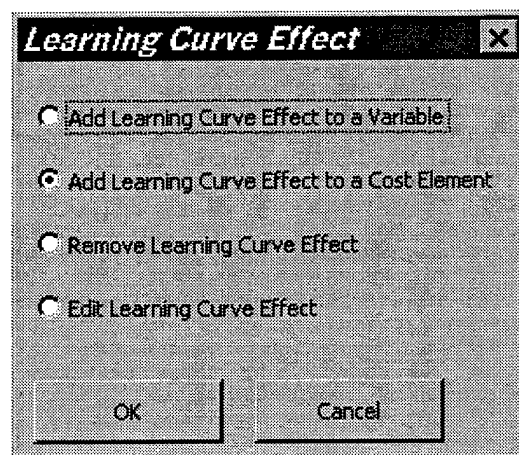 Learning Curve Effect
Add Learning Curve Effect to a Variable
Add Learning Curve Effect to a Cost Element
Remove Learning Curve Effect
Edit Learning Curve Effect
OK Cancel